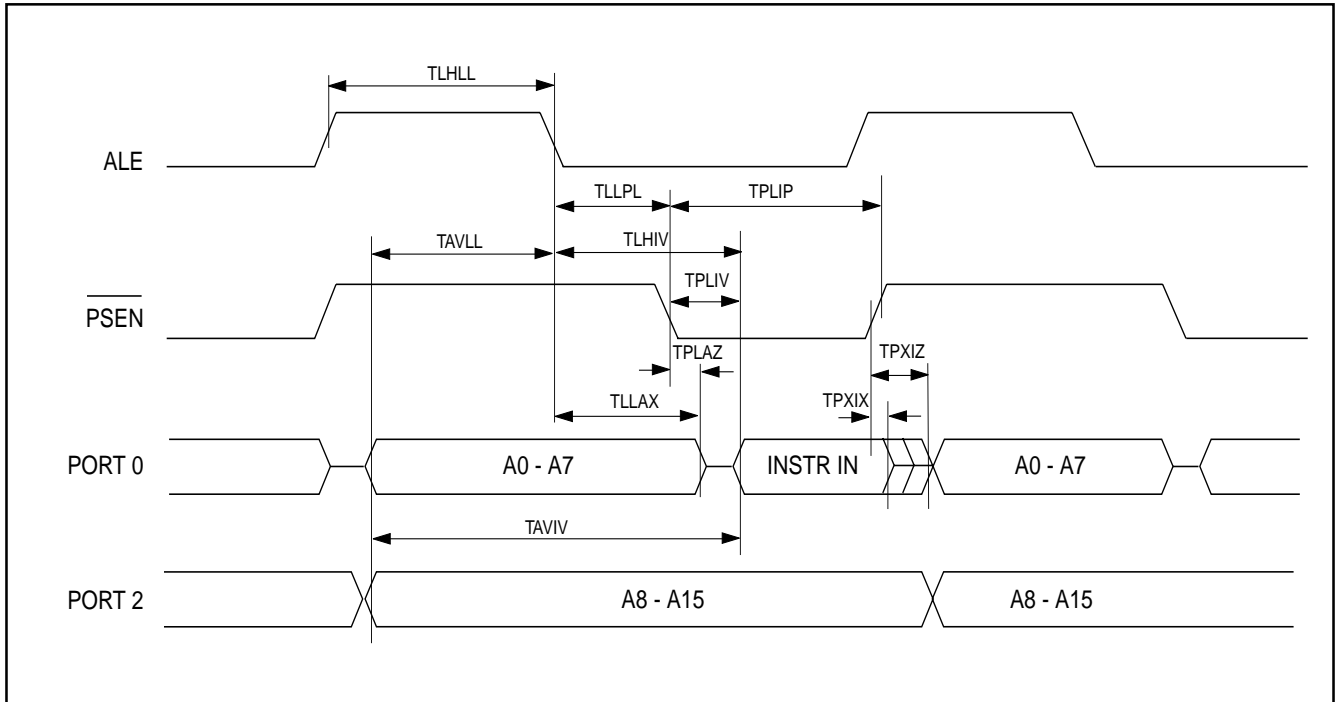 TLHLL
ALE
TLLPL
TPLIP
TAVLL
TLHIV
TPLIV
PSEN
TPLAZ
TPXIZ
TLLAX
TPXIX
PORT 0
A0 - A7
INSTR IN
A0 - A7
TAVIV
PORT 2
A8 - A15
A8 - A15